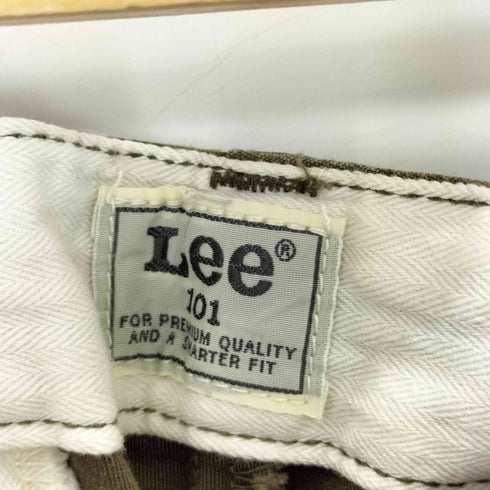 Lee®
101
FOR PREMIUM QUALITY
AND A SMARTER FIT